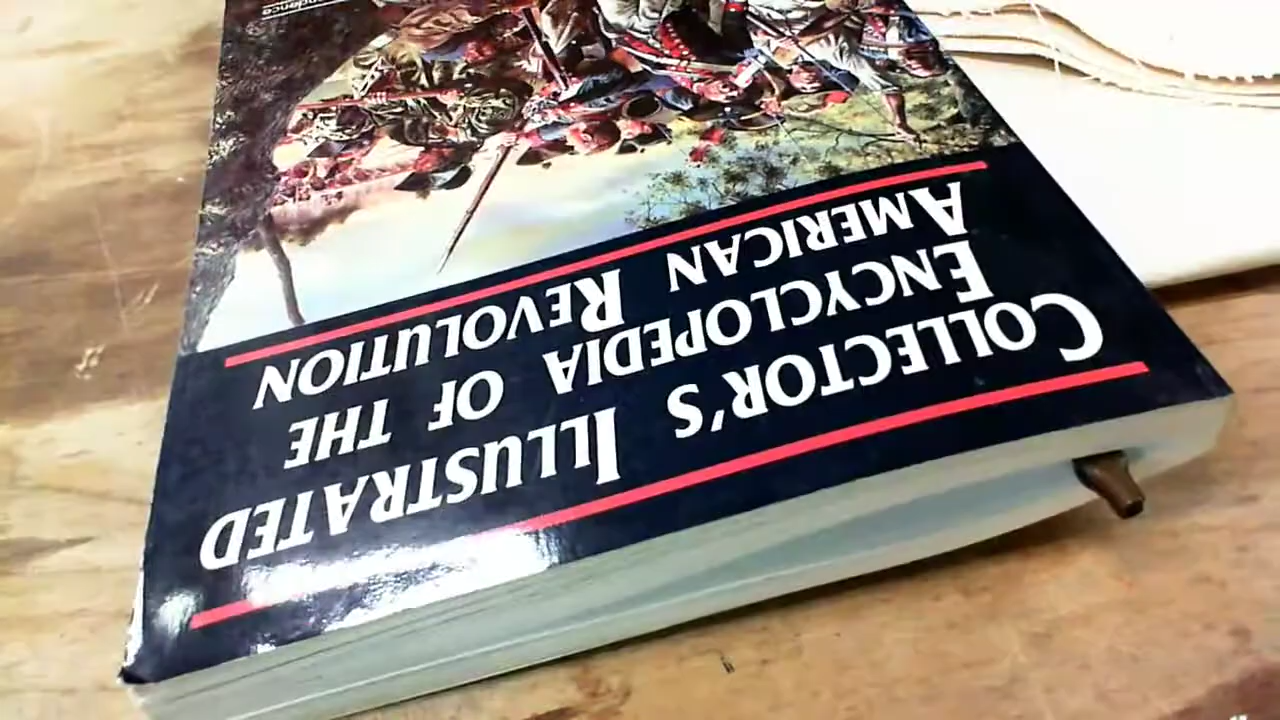 COLLECTOR'S ILLUSTRATED
ENCYCLOPEDIA OF THE
AMERICAN REVOLUTION